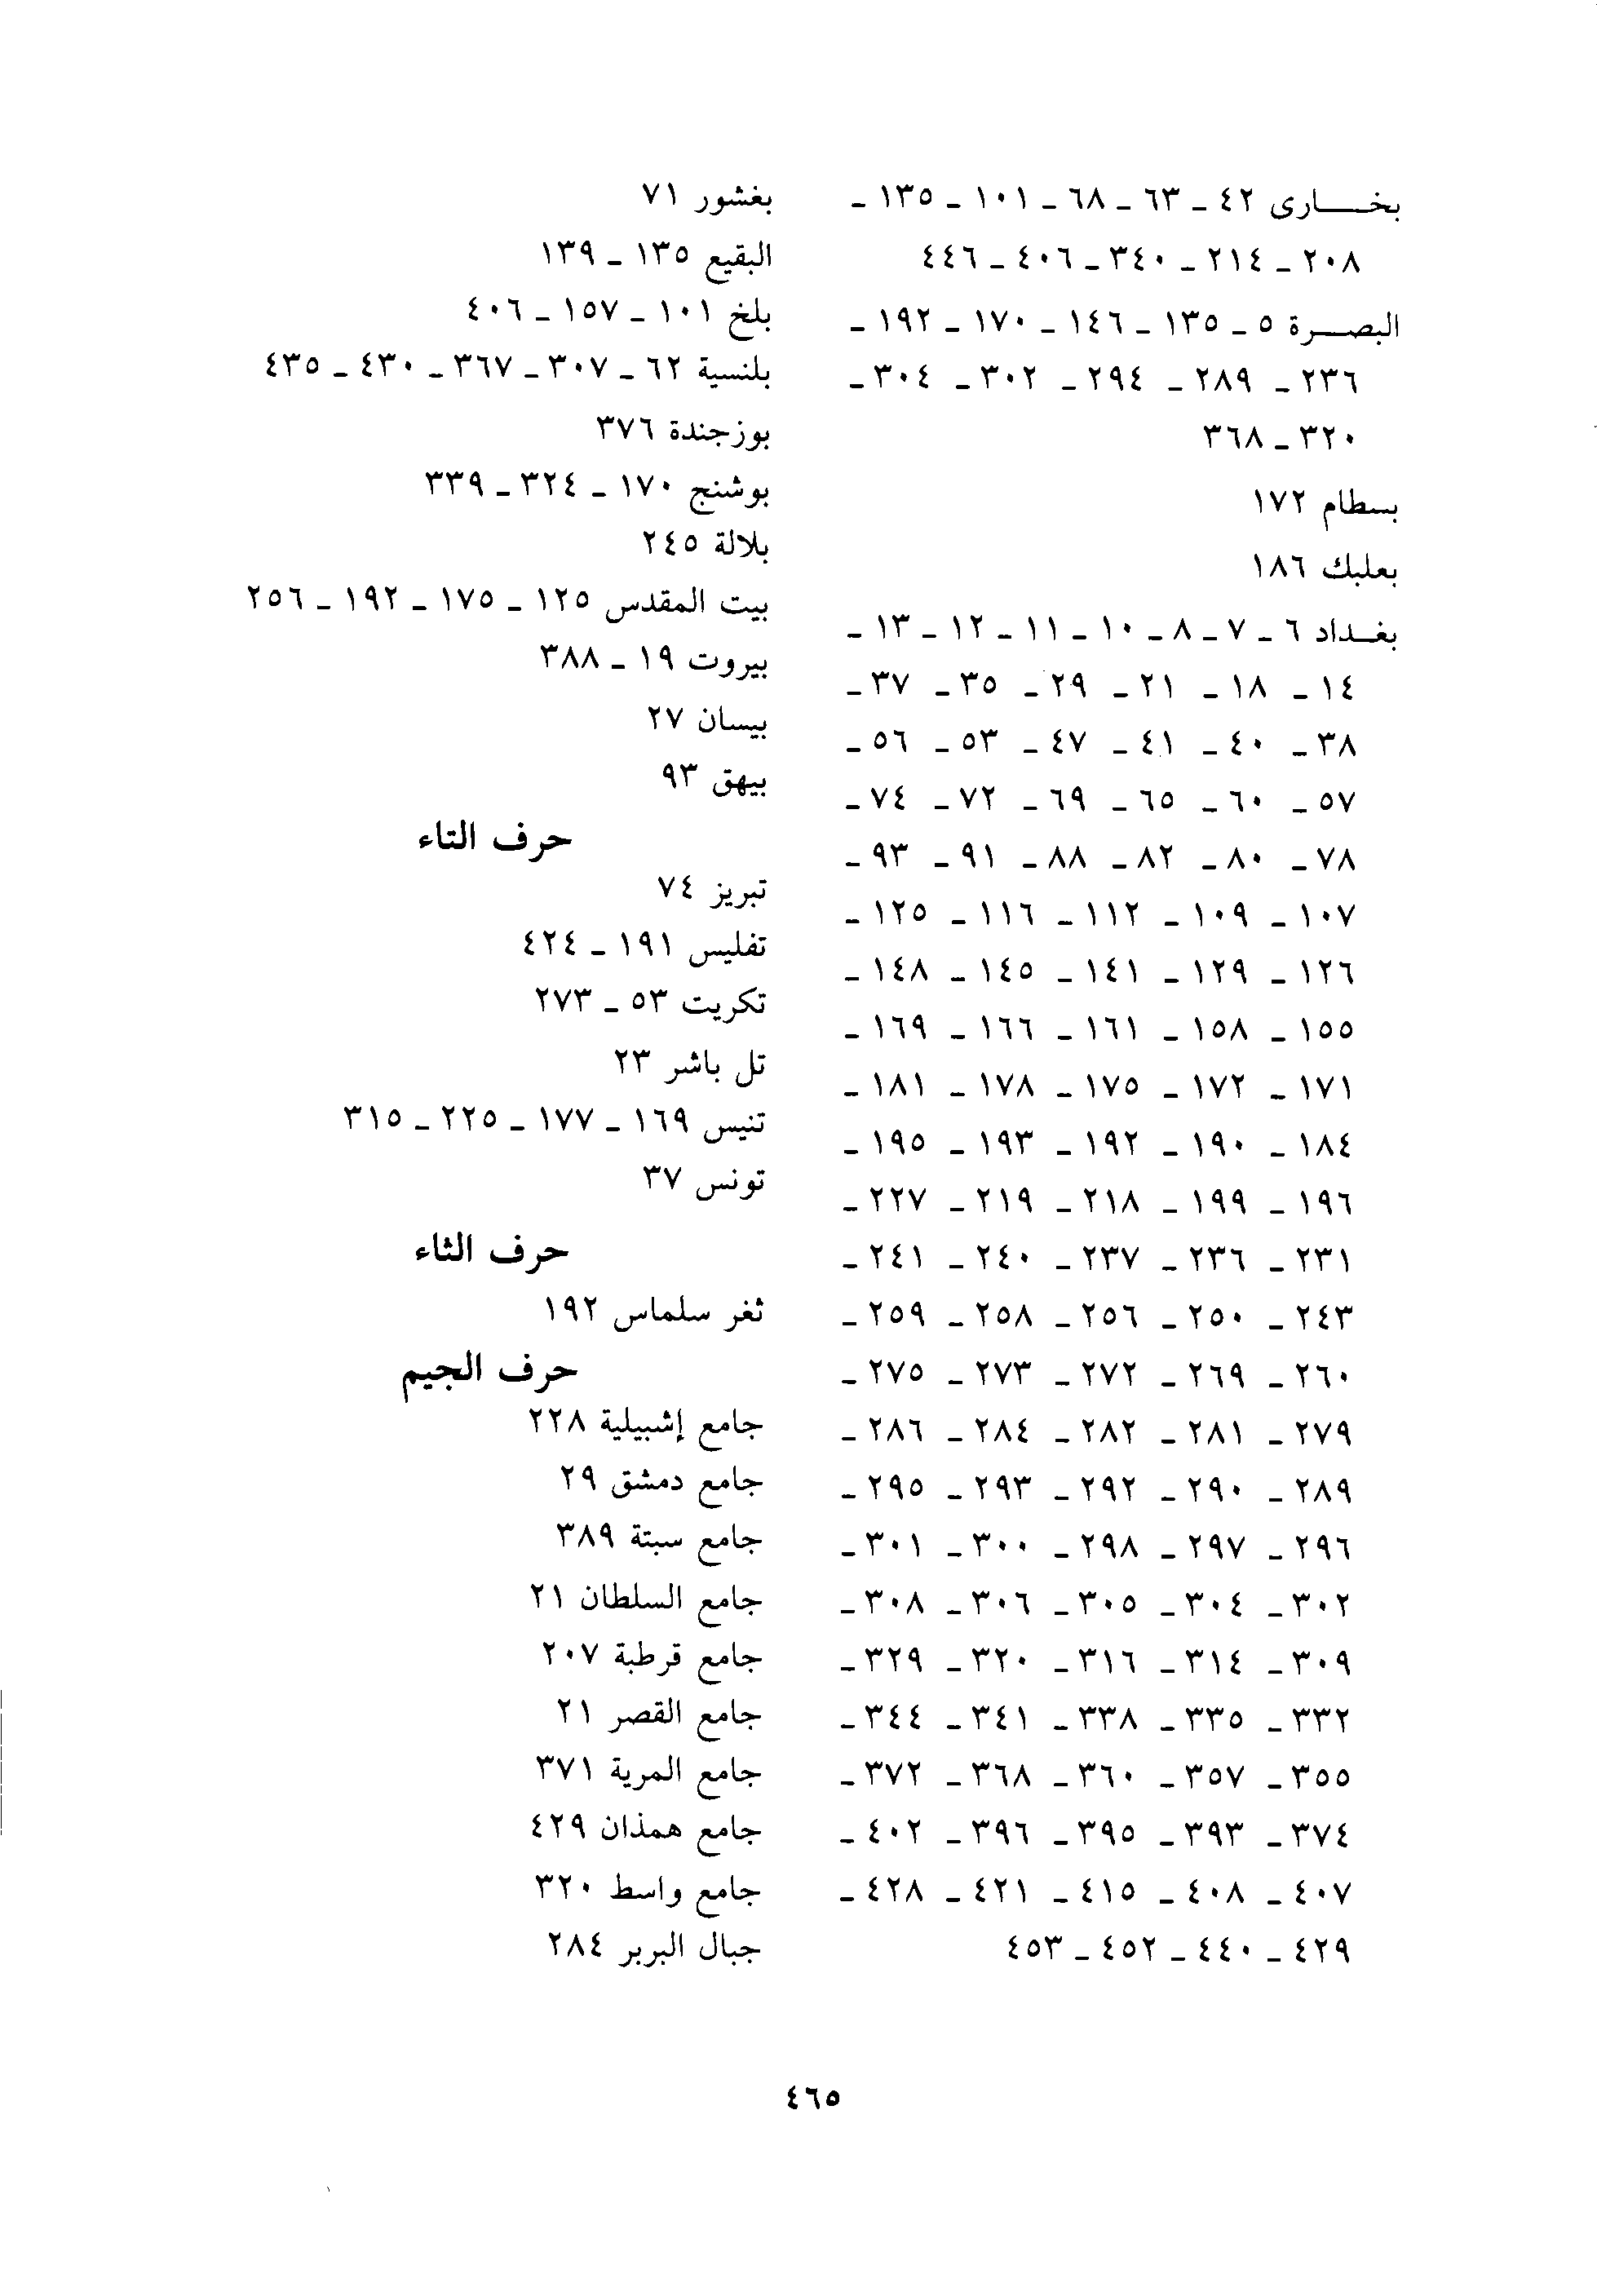 بخـــارى ٤٢ ـ ٦٣ ـ ٦٨ ـ ١٠١ ـ ١٣٥ ـ
٢٠٨ ـ ٢١٤ ـ ٣٤٠ ـ ٤٠٦ ـ ٤٤٦
البصـــرة ٥ ـ ١٣٥ ـ ١٤٦ ـ ١٧٠ ـ ١٩٢ ـ
٢٣٦ ـ ٢٨٩ ـ ٢٩٤ ـ ٣٠٢ ـ ٣٠٤ ـ
٣٢٠ ـ ٣٦٨
بسطام ١٧٢
بعلبك ١٨٦
بغـداد ٦ ـ ٧ ـ ٨ ـ ١٠ ـ ١١ ـ ١٢ ـ ١٣ ـ
١٤ ـ ١٨ ـ ٢١ ـ ٢٩ ـ ٣٥ ـ ٣٧ ـ
٣٨ ـ ٤٠ ـ ٤١ ـ ٤٧ ـ ٥٣ ـ ٥٦ ـ
٥٧ ـ ٦٠ ـ ٦٥ ـ ٦٩ ـ ٧٢ ـ ٧٤ ـ
٧٨ ـ ٨٠ ـ ٨٢ ـ ٨٨ ـ ٩١ ـ ٩٣ ـ
١٠٧ ـ ١٠٩ ـ ١١٢ ـ ١١٦ ـ ١٢٥ ـ
١٢٦ ـ ١٢٩ ـ ١٤١ ـ ١٤٥ ـ ١٤٨ ـ
١٥٥ ـ ١٥٨ ـ ١٦١ ـ ١٦٦ ـ ١٦٩ ـ
١٧١ ـ ١٧٢ ـ ١٧٥ ـ ١٧٨ ـ ١٨١ ـ
١٨٤ ـ ١٩٠ ـ ١٩٢ ـ ١٩٣ ـ ١٩٥ ـ
١٩٦ ـ ١٩٩ ـ ٢١٨ ـ ٢١٩ ـ ٢٢٧ ـ
٢٣١ ـ ٢٣٦ ـ ٢٣٧ ـ ٢٤٠ ـ ٢٤١ ـ
٢٤٣ ـ ٢٥٠ ـ ٢٥٦ ـ ٢٥٨ ـ ٢٥٩ ـ
٢٦٠ ـ ٢٦٩ ـ ٢٧٢ ـ ٢٧٣ ـ ٢٧٥ ـ
٢٧٩ ـ ٢٨١ ـ ٢٨٢ ـ ٢٨٤ ـ ٢٨٦ ـ
٢٨٩ ـ ٢٩٠ ـ ٢٩٢ ـ ٢٩٣ ـ ٢٩٥ ـ
٢٩٦ ـ ٢٩٧ ـ ٢٩٨ ـ ٣٠٠ ـ ٣٠١ ـ
٣٠٢ ـ ٣٠٤ ـ ٣٠٥ ـ ٣٠٦ ـ ٣٠٨ ـ
٣٠٩ ـ ٣١٤ ـ ٣١٦ ـ ٣٢٠ ـ ٣٢٩ ـ
٣٣٢ ـ ٣٣٥ ـ ٣٣٨ ـ ٣٤١ ـ ٣٤٤ ـ
٣٥٥ ـ ٣٥٧ ـ ٣٦٠ ـ ٣٦٨ ـ ٣٧٢ ـ
٣٧٤ ـ ٣٩٣ ـ ٣٩٥ ـ ٣٩٦ ـ ٤٠٢ ـ
٤٠٧ ـ ٤٠٨ ـ ٤١٥ ـ ٤٢١ ـ ٤٢٨ ـ
٤٢٩ ـ ٤٤٠ ـ ٤٥٢ ـ ٤٥٣
بغشور ٧١
البقيع ١٣٥ ـ ١٣٩
بلخ ١٠١ ـ ١٥٧ ـ ٤٠٦
بلنسية ٦٢ ـ ٣٠٧ ـ ٣٦٧ ـ ٤٣٠ ـ ٤٣٥
بوزجندة ٣٧٦
بوشنج ١٧٠ ـ ٣٢٤ ـ ٣٣٩
بلالة ٢٤٥
بيت المقدس ١٢٥ ـ ١٧٥ ـ ١٩٢ ـ ٢٥٦
بيروت ١٩ ـ ٣٨٨
بيسان ٢٧
بيهق ٩٣
حرف التاء
تبريز ٧٤
تفليس ١٩١ ـ ٤٢٤
تكريت ٥٣ ـ ٢٧٣
تل باشر ٢٣
تنيس ١٦٩ ـ ١٧٧ ـ ٢٢٥ ـ ٣١٥
تونس ٣٧
حرف الثاء
ثغر سلماس ١٩٢
حرف الجيم
جامع إشبيلية ٢٢٨
جامع دمشق ٢٩
جامع سبتة ٣٨٩
جامع السلطان ٢١
جامع قرطبة ٢٠٧
جامع القصر ٢١
جامع المرية ٣٧١
جامع همذان ٤٢٩
جامع واسط ٣٢٠
جبال البربر ٢٨٤
٤٦٥